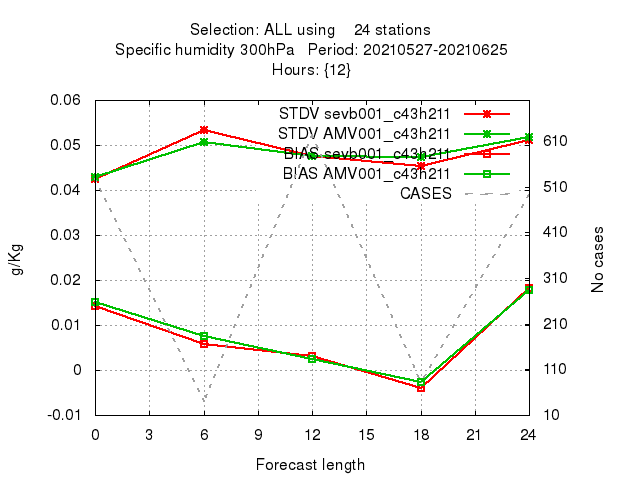 Selection: ALL using 24 stations
Specific humidity 300hPa Period: 20210527-20210625
Hours: {12}
STDV sevb001_c43h211
STDV AMV001_c43h211
BIAS sevb001_c43h211
BIAS AMV001_c43h211
CASES
g/Kg
0.06
0.05
0.04
0.03
0.02
0.01
0
-0.01
No cases
610
510
410
310
210
110
10
0 3 6 9 12 15 18 21 24
Forecast length